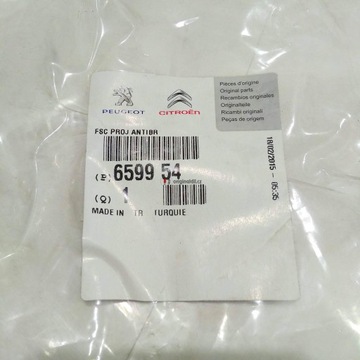 PEUGEOT
CITROËN
Pièces d'origine
Original parts
Recambios originales
Originalteile
Ricambi originali
Peças de origem
FSC PROJ ANTIBR
(P) 6599 54
(Q) 1
MADE IN TR TURQUIE
18/02/2015 - 05:35